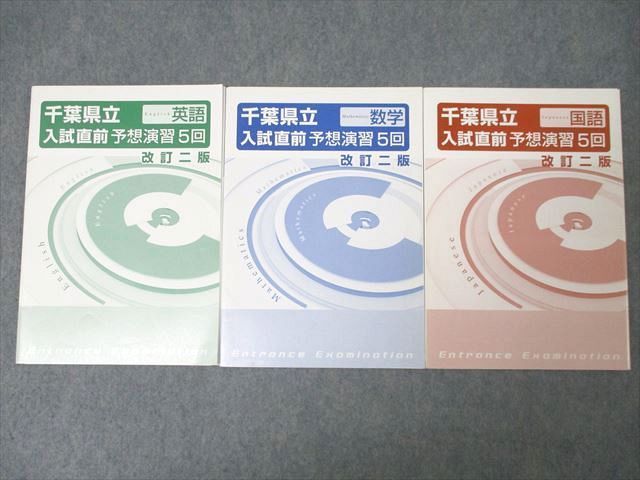 千葉県立 English 英語
入試直前 予想演習 5回
改訂二版
English
English
English
Entrance Examination
千葉県立 Mathematics 数学
入試直前 予想演習 5回
改訂二版
Mathematics
Mathematics
Mathematics
Entrance Examination
千葉県立 Japanese 国語
入試直前 予想演習 5回
改訂二版
Japanese
Japanese
Japanese
Entrance Examination